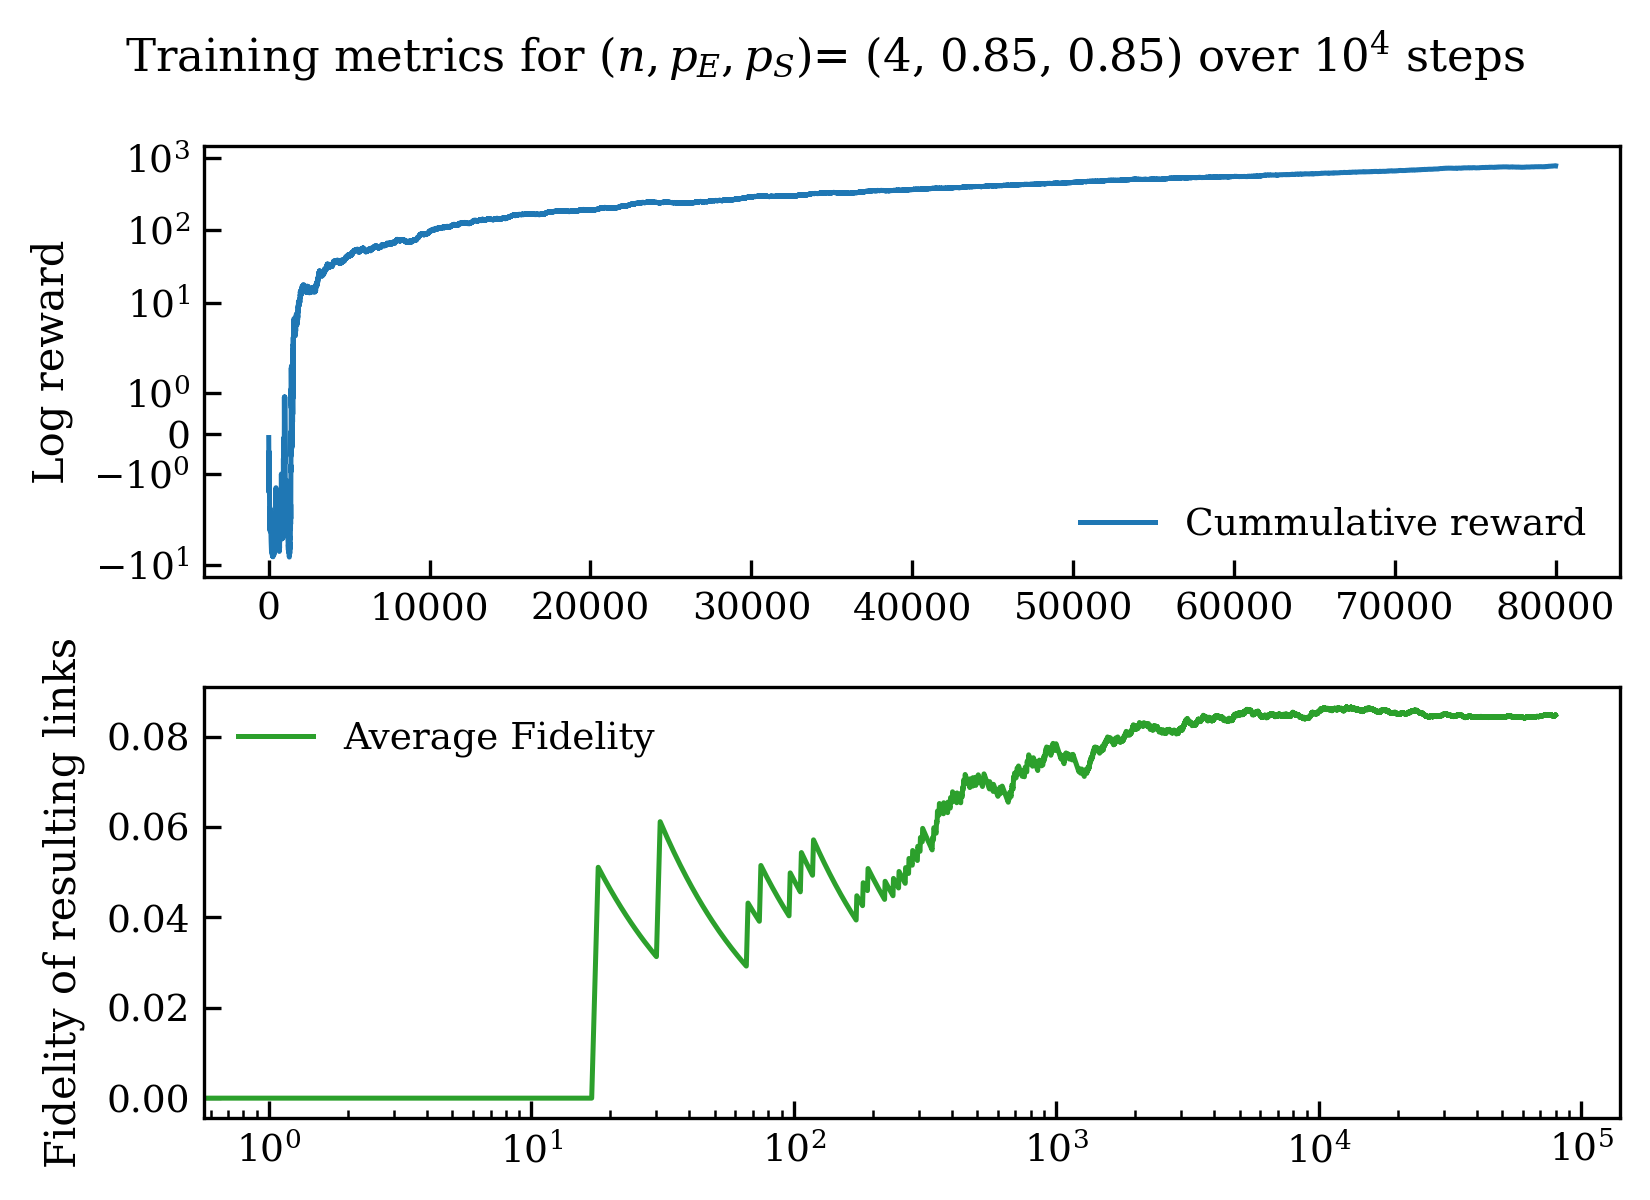 Training metrics for (n, p_E, p_S)= (4, 0.85, 0.85) over 10^4 steps
Log reward
10^3
10^2
10^1
10^0
0
−10^0
−10^1
Cummulative reward
0 10000 20000 30000 40000 50000 60000 70000 80000
Fidelity of resulting links
0.08
0.06
0.04
0.02
0.00
Average Fidelity
10^0 10^1 10^2 10^3 10^4 10^5